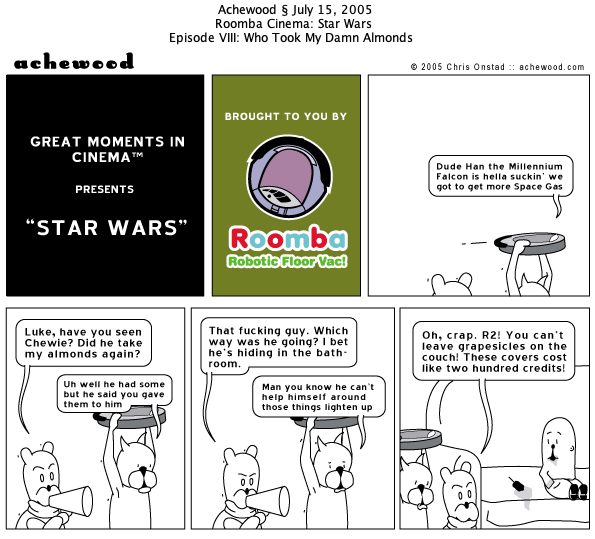 Achewood § July 15, 2005
Roomba Cinema: Star Wars
Episode VIII: Who Took My Damn Almonds
achewood
© 2005 Chris Onstad :: achewood.com
GREAT MOMENTS IN
CINEMA™
PRESENTS
“STAR WARS”
BROUGHT TO YOU BY
Roomba
Robotic Floor Vac!
Dude Han the Millennium
Falcon is hella suckin' we
got to get more Space Gas
Luke, have you seen
Chewie? Did he take
my almonds again?
Uh well he had some
but he said you gave
them to him
That fucking guy. Which
way was he going? I bet
he's hiding in the bath-
room.
Man you know he can't
help himself around
those things lighten up
Oh, crap. R2! You can't
leave grapesicles on the
couch! These covers cost
like two hundred credits!